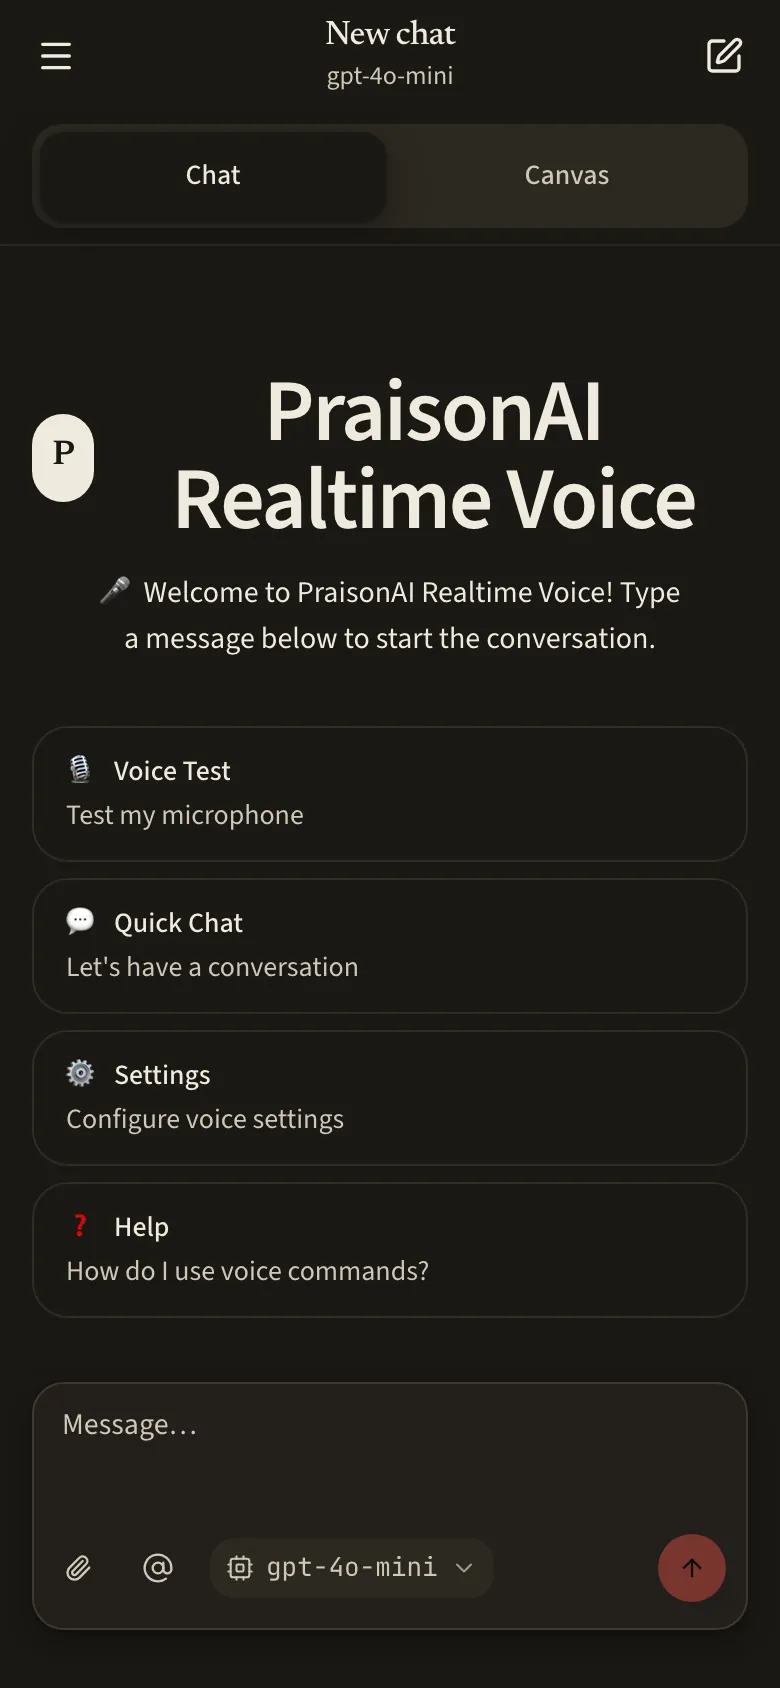 New chat
gpt-4o-mini
Chat
Canvas
P
PraisonAI
Realtime Voice
🎤 Welcome to PraisonAI Realtime Voice! Type
a message below to start the conversation.
🎙️ Voice Test
Test my microphone
💬 Quick Chat
Let's have a conversation
⚙️ Settings
Configure voice settings
❓ Help
How do I use voice commands?
Message…
gpt-4o-mini